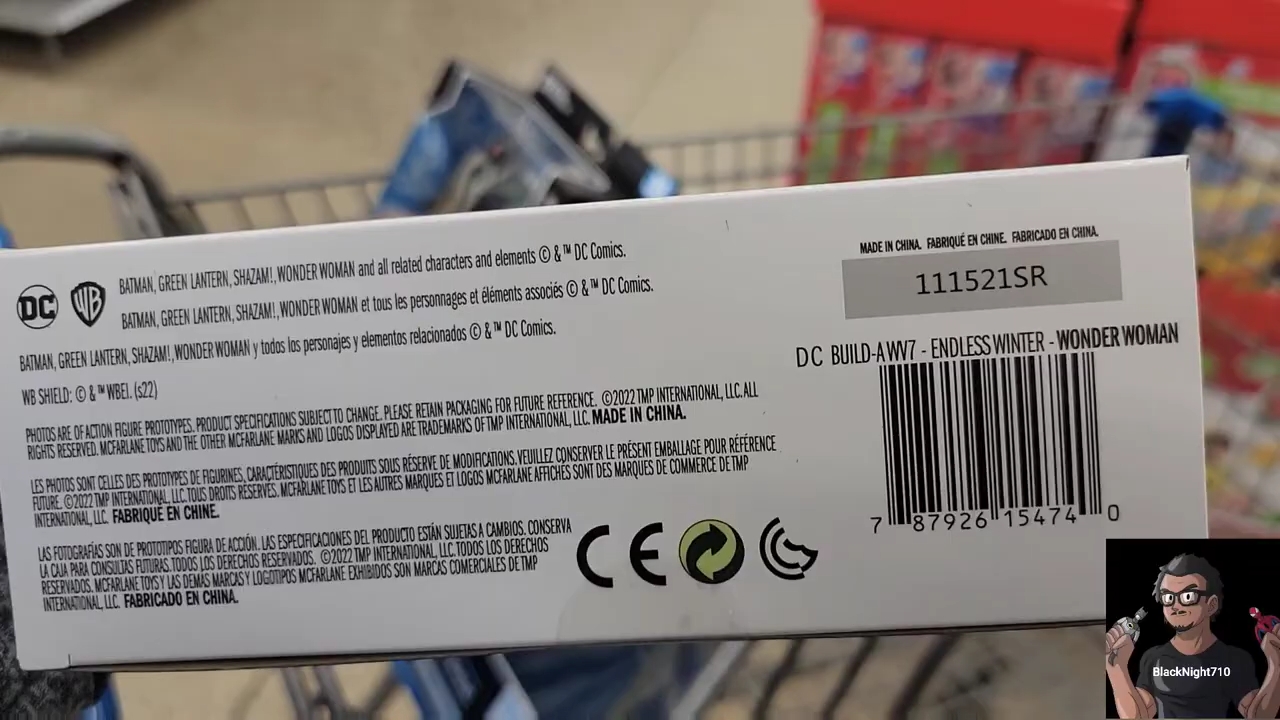 DC WB BATMAN, GREEN LANTERN, SHAZAM!, WONDER WOMAN and all related characters and elements © & ™ DC Comics.
BATMAN, GREEN LANTERN, SHAZAM!, WONDER WOMAN et tous les personnages et éléments associés © & ™ DC Comics.
BATMAN, GREEN LANTERN, SHAZAM!, WONDER WOMAN y todos los personajes y elementos relacionados © & ™ DC Comics.
WB SHIELD: © & ™ WBEI. (s22)
PHOTOS ARE OF ACTION FIGURE PROTOTYPES. PRODUCT SPECIFICATIONS SUBJECT TO CHANGE. PLEASE RETAIN PACKAGING FOR FUTURE REFERENCE. ©2022 TMP INTERNATIONAL, LLC. ALL
RIGHTS RESERVED. MCFARLANE TOYS AND THE OTHER MCFARLANE MARKS AND LOGOS DISPLAYED ARE TRADEMARKS OF TMP INTERNATIONAL, LLC. MADE IN CHINA.
LES PHOTOS SONT CELLES DES PROTOTYPES DE FIGURINES, CARACTÉRISTIQUES DES PRODUITS SOUS RÉSERVE DE MODIFICATIONS. VEUILLEZ CONSERVER LE PRÉSENT EMBALLAGE POUR RÉFÉRENCE
FUTURE. ©2022 TMP INTERNATIONAL, LLC. TOUS DROITS RÉSERVÉS. MCFARLANE TOYS ET LES AUTRES MARQUES ET LOGOS MCFARLANE AFFICHÉS SONT DES MARQUES DE COMMERCE DE TMP
INTERNATIONAL, LLC. FABRIQUÉ EN CHINE.
LAS FOTOGRAFÍAS SON DE PROTOTIPOS FIGURA DE ACCIÓN. LAS ESPECIFICACIONES DEL PRODUCTO ESTÁN SUJETAS A CAMBIOS. CONSERVA
LA CAJA PARA CONSULTAS FUTURAS. TODOS LOS DERECHOS RESERVADOS. ©2022 TMP INTERNATIONAL, LLC. TODOS LOS DERECHOS
RESERVADOS. MCFARLANE TOYS Y LAS DEMÁS MARCAS Y LOGOTIPOS MCFARLANE EXHIBIDOS SON MARCAS COMERCIALES DE TMP
INTERNATIONAL, LLC. FABRICADO EN CHINA.
CE
MADE IN CHINA. FABRIQUÉ EN CHINE. FABRICADO EN CHINA.
111521SR
DC BUILD-A WV7 - ENDLESS WINTER - WONDER WOMAN
7 87926 15474 0
BlackNight710